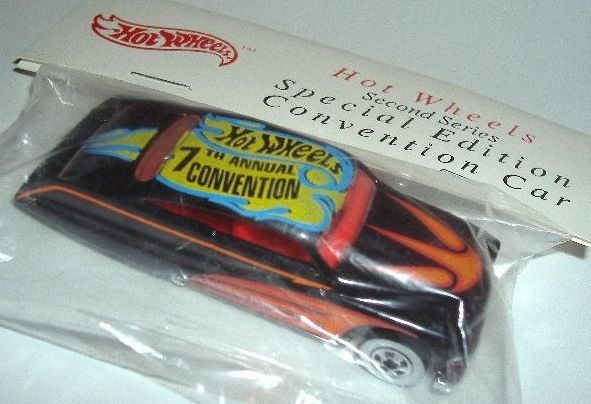 Hot Wheels
Hot Wheels
Second Series
Special Edition
Convention Car
Hot Wheels
7TH ANNUAL
CONVENTION